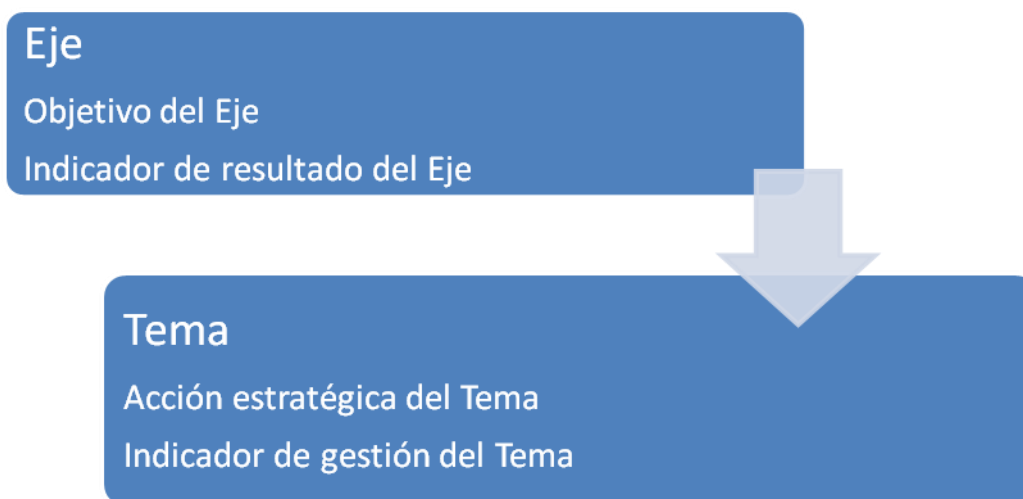 Eje
Objetivo del Eje
Indicador de resultado del Eje
Tema
Acción estratégica del Tema
Indicador de gestión del Tema